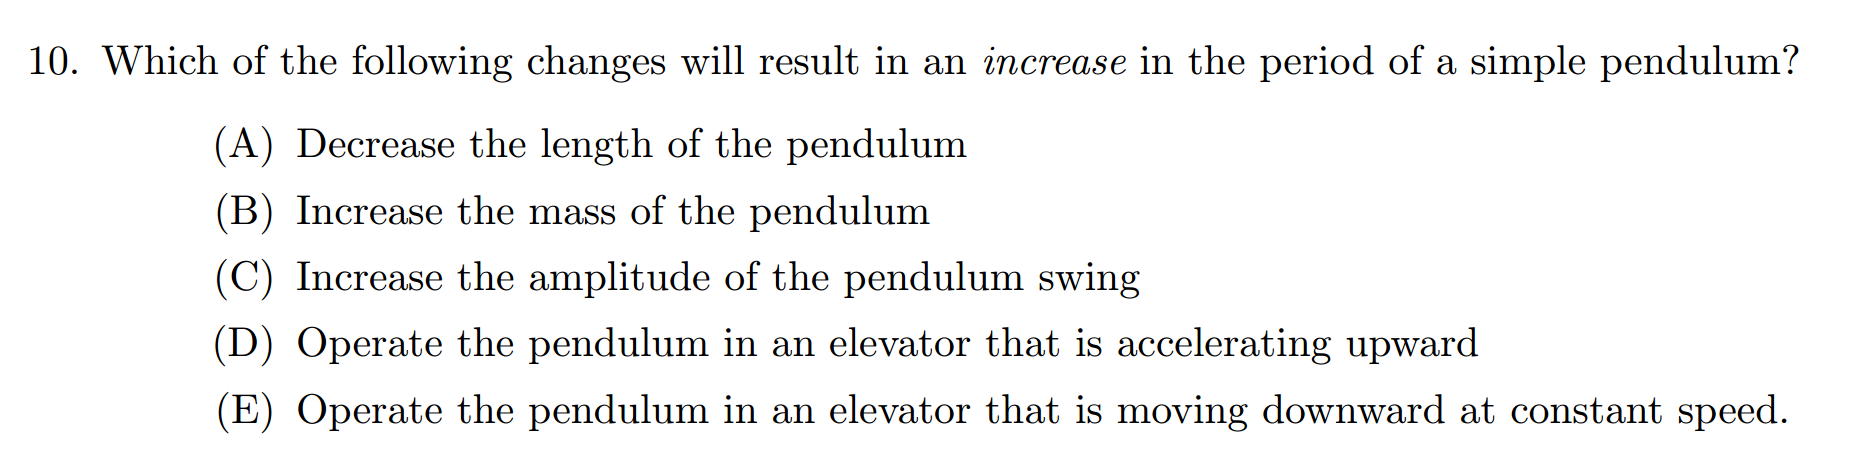 10. Which of the following changes will result in an increase in the period of a simple pendulum?
(A) Decrease the length of the pendulum
(B) Increase the mass of the pendulum
(C) Increase the amplitude of the pendulum swing
(D) Operate the pendulum in an elevator that is accelerating upward
(E) Operate the pendulum in an elevator that is moving downward at constant speed.